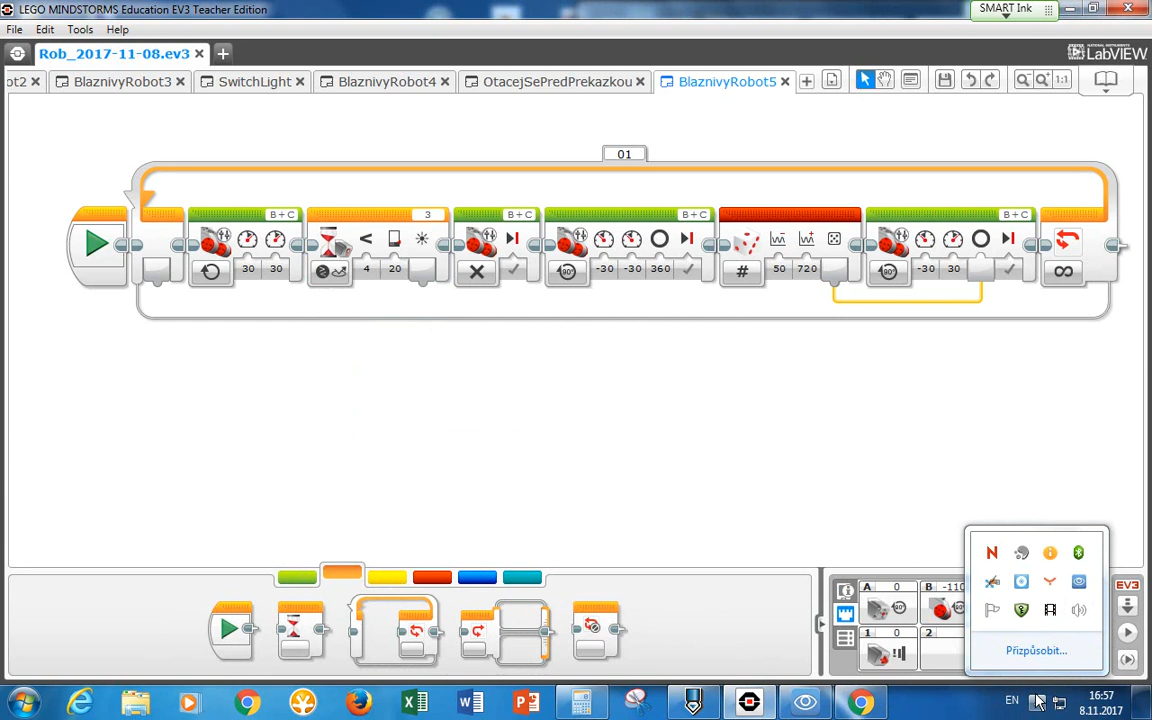 LEGO MINDSTORMS Education EV3 Teacher Edition
SMART Ink
File Edit Tools Help
Rob_2017-11-08.ev3
LabVIEW
ot2 BlaznivyRobot3 SwitchLight BlaznivyRobot4 OtacejSePredPrekazkou BlaznivyRobot5 1:1
01
B+C 3 B+C B+C B+C
30 30 4 20 -30 -30 360 # 50 720 -30 30
A 0 B -110 EV3
1 0 2
N
Přizpůsobit...
EN 16:57
8.11.2017